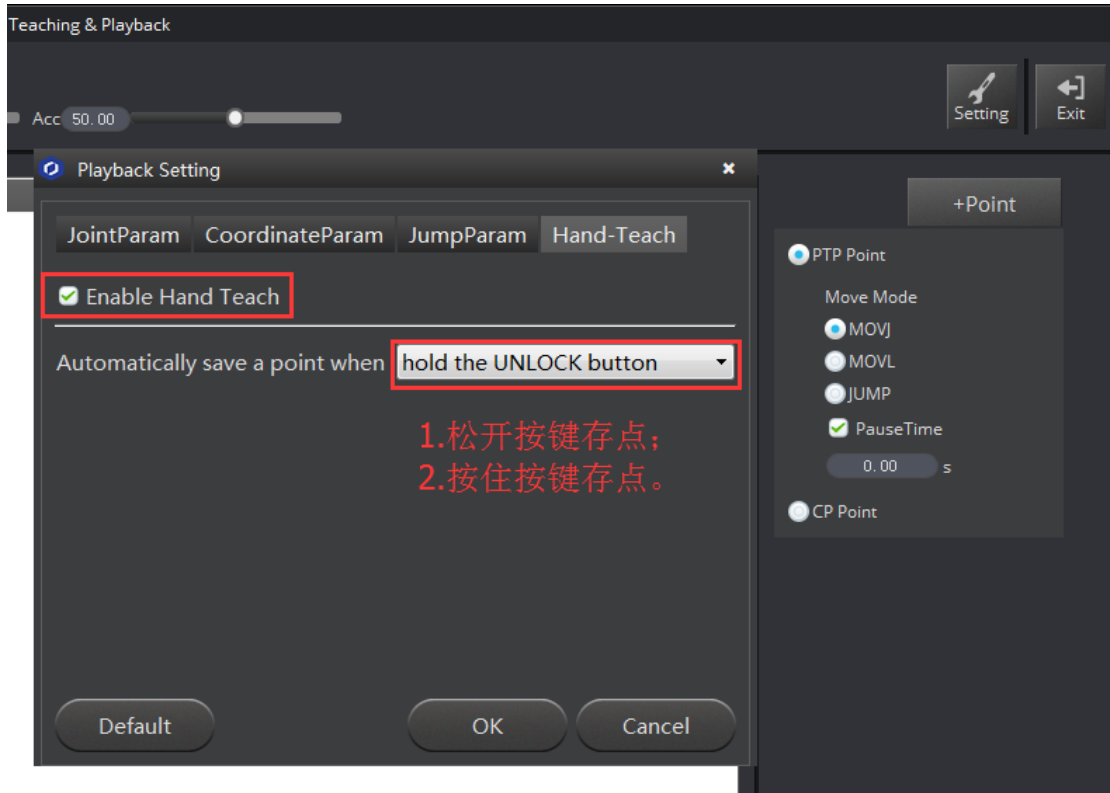 Teaching & Playback
Acc 50.00
Setting
Exit
Playback Setting
+Point
JointParam CoordinateParam JumpParam Hand-Teach
PTP Point
Enable Hand Teach
Move Mode
MOVJ
Automatically save a point when hold the UNLOCK button
MOVL
JUMP
1.松开按键存点;
PauseTime
2.按住按键存点。
0.00 s
CP Point
Default OK Cancel